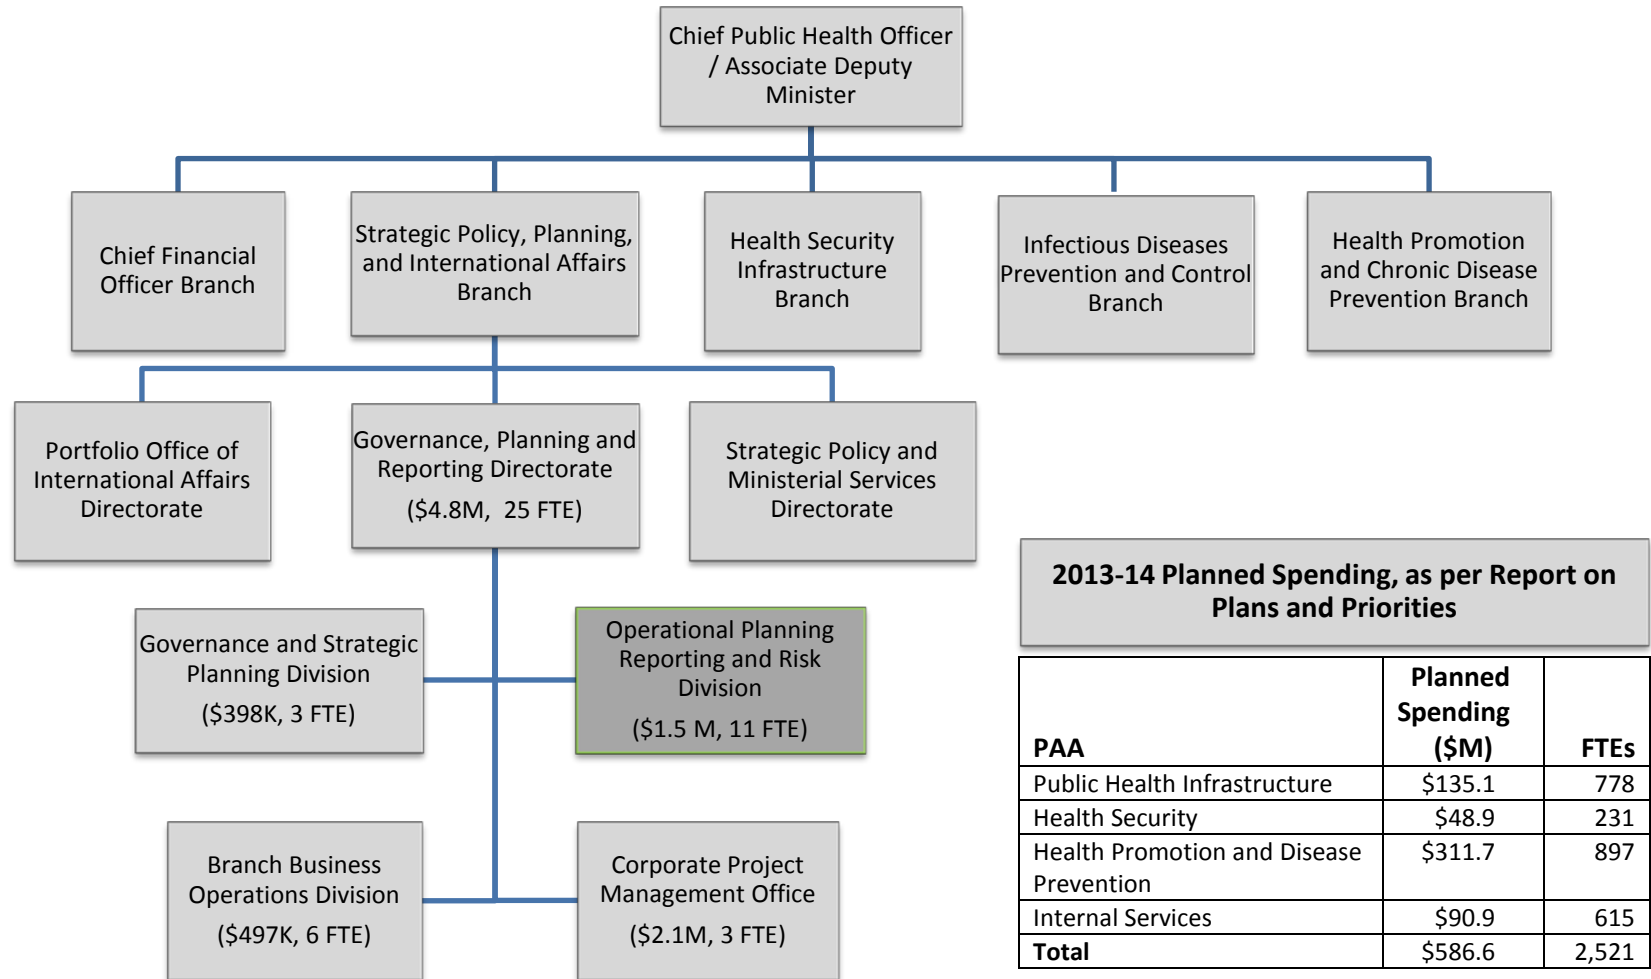 Chief Public Health Officer
/ Associate Deputy
Minister
Chief Financial
Officer Branch
Strategic Policy, Planning,
and International Affairs
Branch
Health Security
Infrastructure
Branch
Infectious Diseases
Prevention and Control
Branch
Health Promotion
and Chronic Disease
Prevention Branch
Portfolio Office of
International Affairs
Directorate
Governance, Planning and
Reporting Directorate
($4.8M, 25 FTE)
Strategic Policy and
Ministerial Services
Directorate
Governance and Strategic
Planning Division
($398K, 3 FTE)
Operational Planning
Reporting and Risk
Division
($1.5 M, 11 FTE)
Branch Business
Operations Division
($497K, 6 FTE)
Corporate Project
Management Office
($2.1M, 3 FTE)
2013-14 Planned Spending, as per Report on
Plans and Priorities
PAA Planned Spending ($M) FTEs
Public Health Infrastructure $135.1 778
Health Security $48.9 231
Health Promotion and Disease $311.7 897
Prevention
Internal Services $90.9 615
Total $586.6 2,521